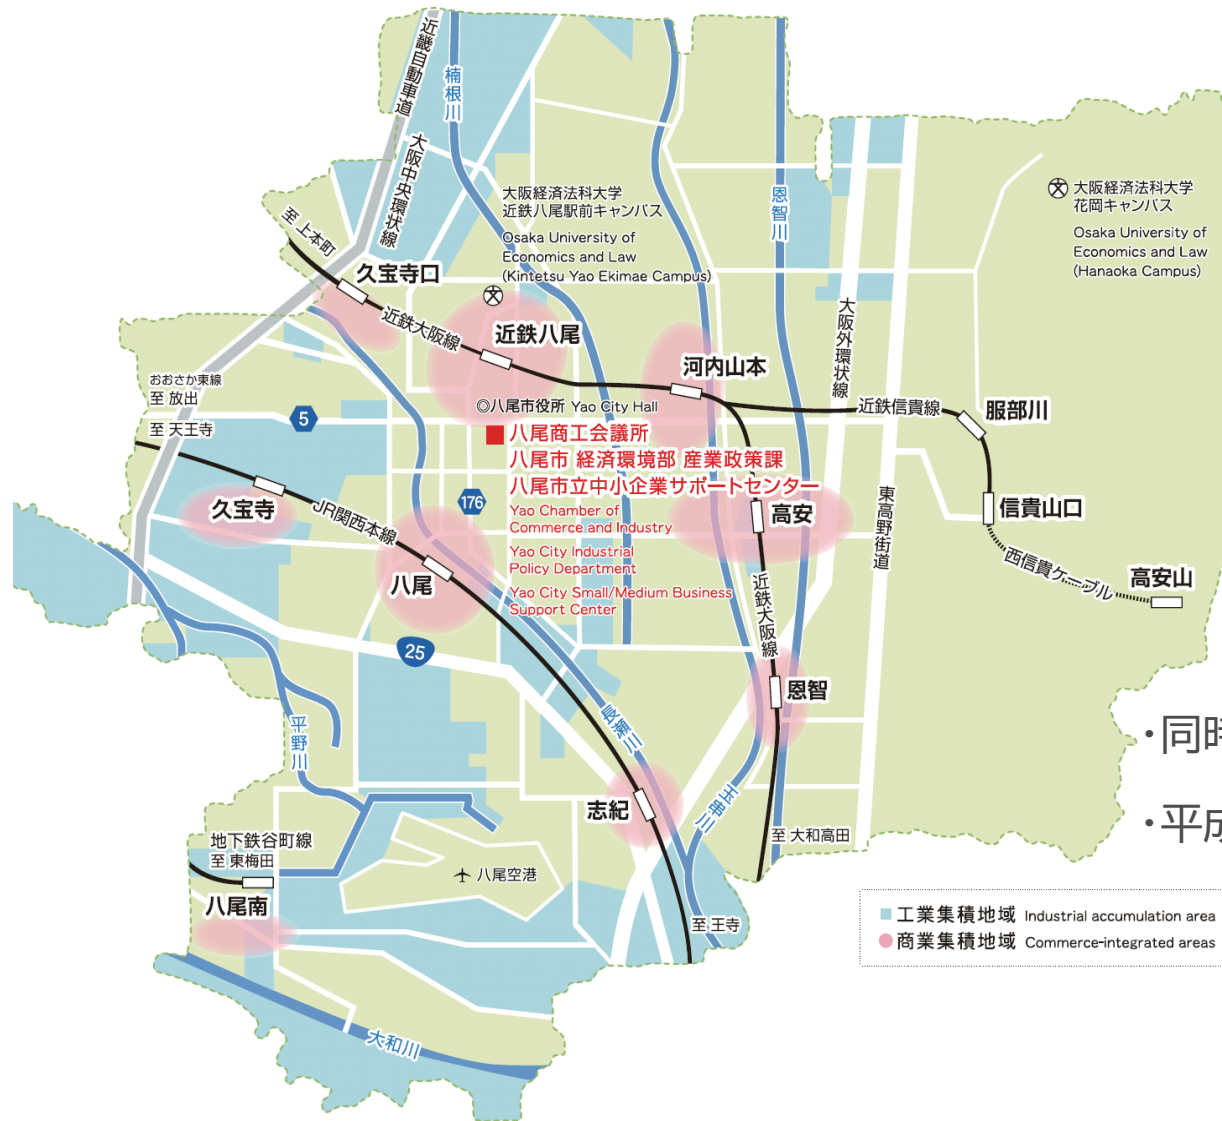 近畿自動車道
大阪中央環状線
楠根川
大阪経済法科大学
近鉄八尾駅前キャンパス
Osaka University of
Economics and Law
(Kintetsu Yao Ekimae Campus)
恩智川
大阪経済法科大学
花岡キャンパス
Osaka University of
Economics and Law
(Hanaoka Campus)
至 上本町
久宝寺口
近鉄大阪線
近鉄八尾
河内山本
大阪外環状線
近鉄信貴線
服部川
おおさか東線
至 放出
至 天王寺
5
◎八尾市役所 Yao City Hall
八尾商工会議所
八尾市 経済環境部 産業政策課
八尾市立中小企業サポートセンター
Yao Chamber of
Commerce and Industry
Yao City Industrial
Policy Department
Yao City Small/Medium Business
Support Center
176
久宝寺
JR関西本線
八尾
高安
東高野街道
信貴山口
西信貴ケーブル
高安山
近鉄大阪線
25
恩智
平野川
長瀬川
玉串川
志紀
至 大和高田
地下鉄谷町線
至 東梅田
八尾南
八尾空港
至 王寺
大和川
・同時
・平成
工業集積地域 Industrial accumulation area
商業集積地域 Commerce-integrated areas